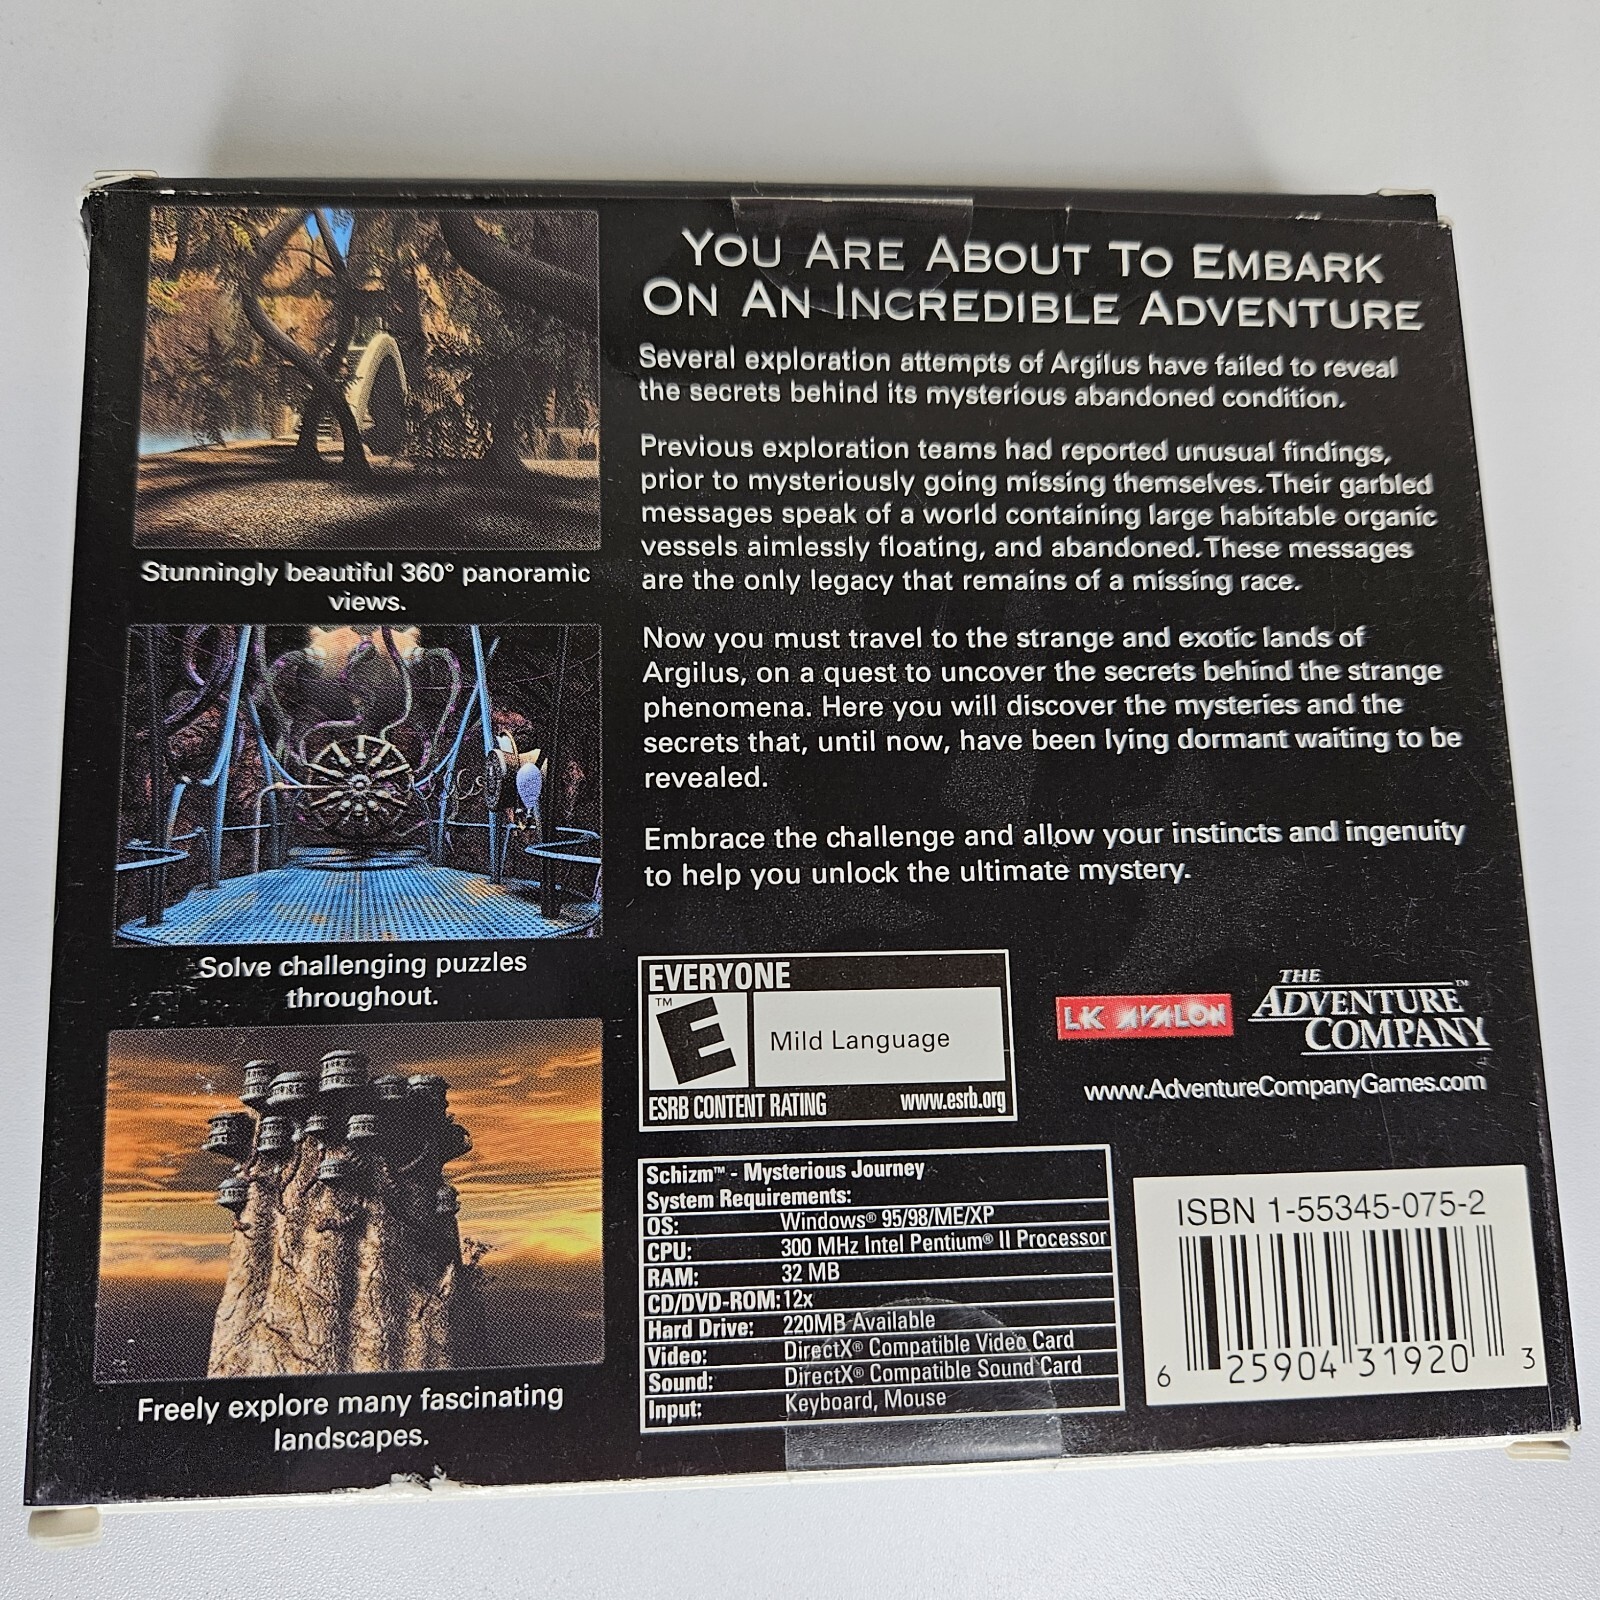 YOU ARE ABOUT TO EMBARK
ON AN INCREDIBLE ADVENTURE
Several exploration attempts of Argilus have failed to reveal
the secrets behind its mysterious abandoned condition.
Previous exploration teams had reported unusual findings,
prior to mysteriously going missing themselves. Their garbled
messages speak of a world containing large habitable organic
vessels aimlessly floating, and abandoned. These messages
are the only legacy that remains of a missing race.
Now you must travel to the strange and exotic lands of
Argilus, on a quest to uncover the secrets behind the strange
phenomena. Here you will discover the mysteries and the
secrets that, until now, have been lying dormant waiting to be
revealed.
Embrace the challenge and allow your instincts and ingenuity
to help you unlock the ultimate mystery.
Stunningly beautiful 360° panoramic
views.
Solve challenging puzzles
throughout.
Freely explore many fascinating
landscapes.
EVERYONE
™
E
Mild Language
ESRB CONTENT RATING www.esrb.org
LK AVALON
THE
ADVENTURE™
COMPANY
www.AdventureCompanyGames.com
Schizm™ - Mysterious Journey
System Requirements:
OS: Windows® 95/98/ME/XP
CPU: 300 MHz Intel Pentium® II Processor
RAM: 32 MB
CD/DVD-ROM: 12x
Hard Drive: 220MB Available
Video: DirectX® Compatible Video Card
Sound: DirectX® Compatible Sound Card
Input: Keyboard, Mouse
ISBN 1-55345-075-2
6 25904 31920 3